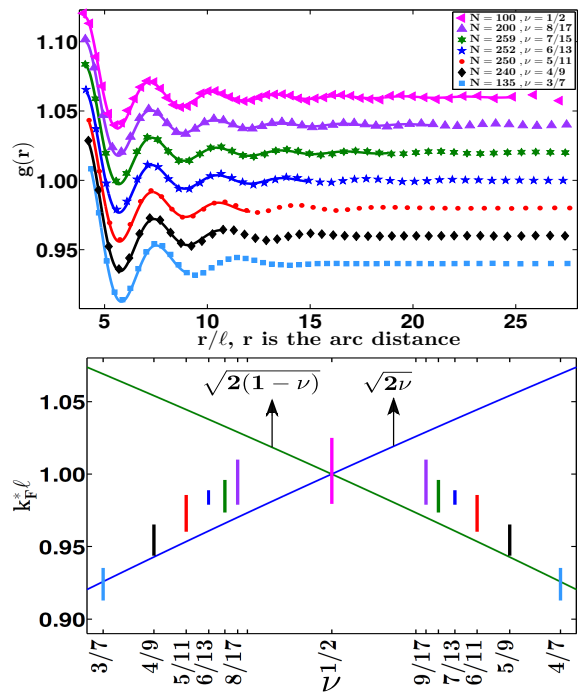 N = 100 , ν = 1/2
N = 200 , ν = 8/17
N = 259 , ν = 7/15
N = 252 , ν = 6/13
N = 250 , ν = 5/11
N = 240 , ν = 4/9
N = 135 , ν = 3/7
1.10
1.05
1.00
0.95
g(r)
5 10 15 20 25
r/ℓ, r is the arc distance
√2(1 − ν) √2ν
1.05
1.00
0.95
0.90
k*Fℓ
3/7 4/9 5/11 6/13 8/17 1/2 9/17 7/13 6/11 5/9 4/7
ν